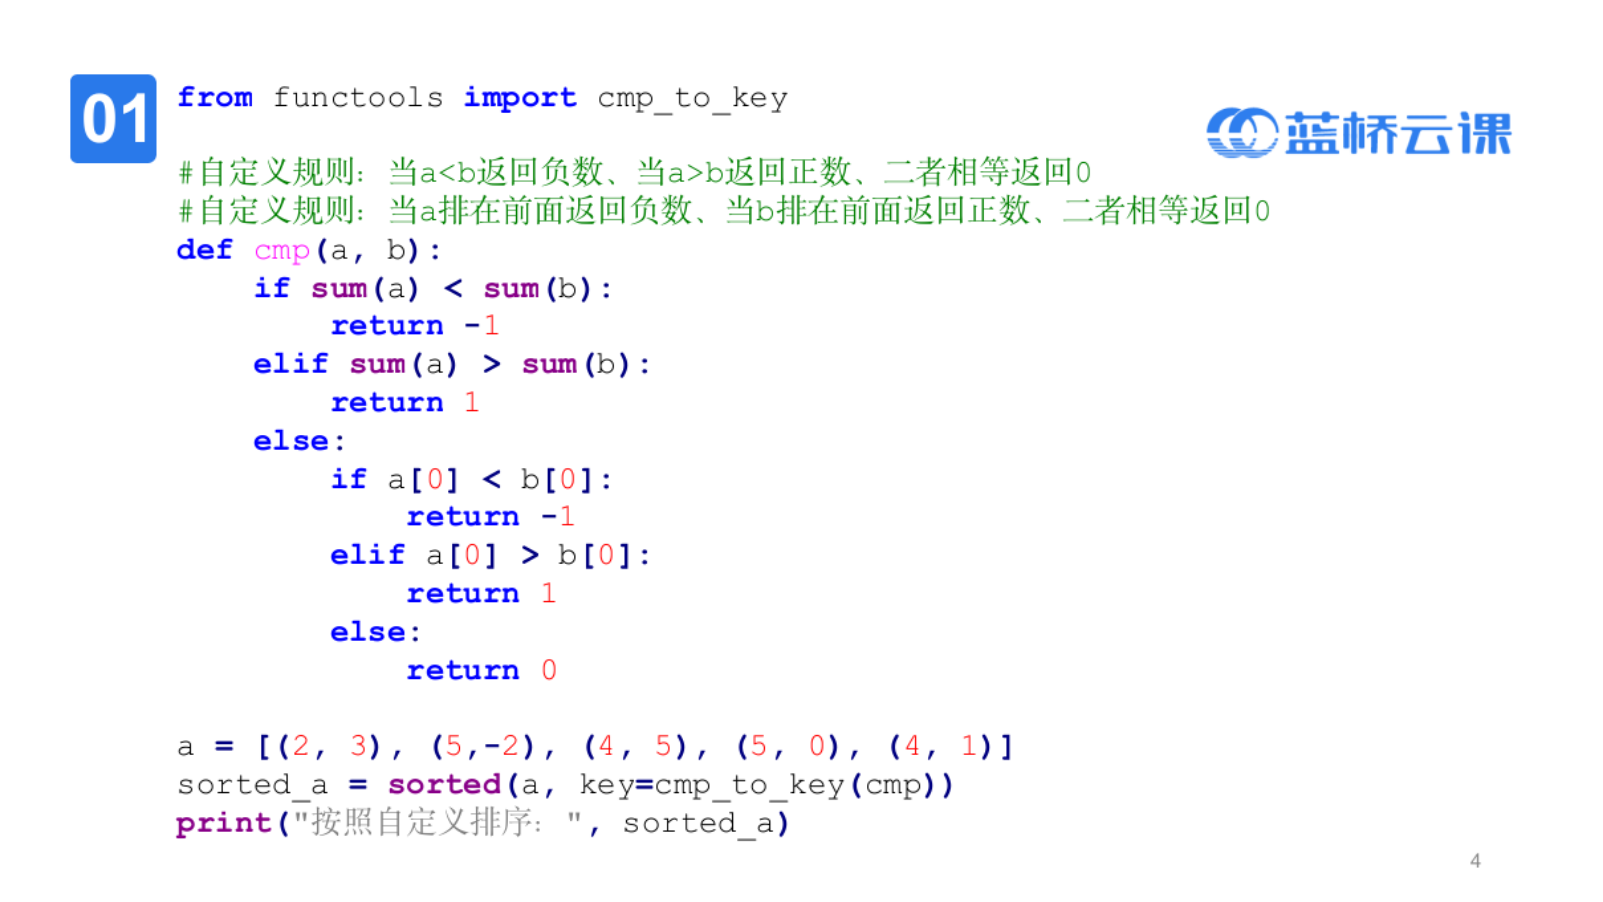 01
蓝桥云课
from functools import cmp_to_key
#自定义规则：当a<b返回负数、当a>b返回正数、二者相等返回0
#自定义规则：当a排在前面返回负数、当b排在前面返回正数、二者相等返回0
def cmp(a, b):
    if sum(a) < sum(b):
        return -1
    elif sum(a) > sum(b):
        return 1
    else:
        if a[0] < b[0]:
            return -1
        elif a[0] > b[0]:
            return 1
        else:
            return 0
a = [(2, 3), (5,-2), (4, 5), (5, 0), (4, 1)]
sorted_a = sorted(a, key=cmp_to_key(cmp))
print("按照自定义排序：", sorted_a)
4